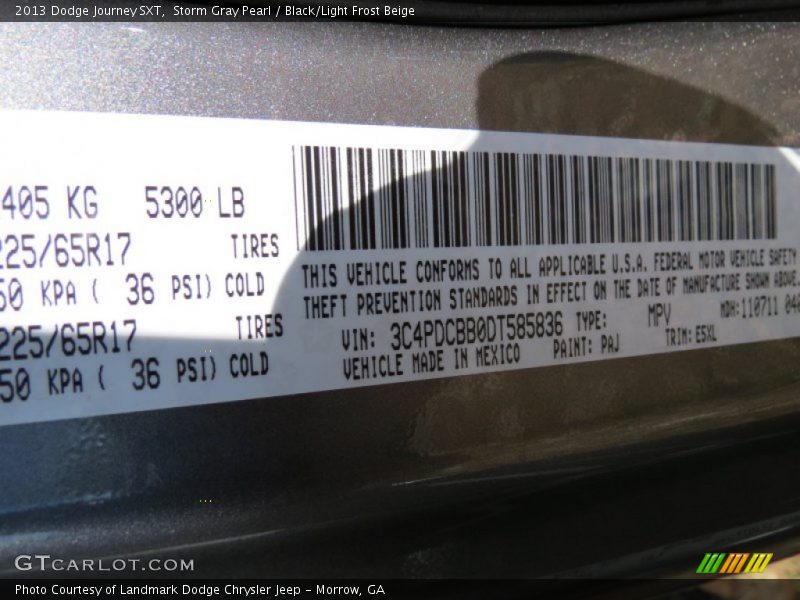 2013 Dodge Journey SXT, Storm Gray Pearl / Black/Light Frost Beige
405 KG 5300 LB
225/65R17 TIRES
50 KPA ( 36 PSI) COLD
225/65R17 TIRES
50 KPA ( 36 PSI) COLD
THIS VEHICLE CONFORMS TO ALL APPLICABLE U.S.A. FEDERAL MOTOR VEHICLE SAFETY
THEFT PREVENTION STANDARDS IN EFFECT ON THE DATE OF MANUFACTURE SHOWN ABOVE.
VIN: 3C4PDCBB0DT585836 TYPE: MPV MDH: 110711 046
VEHICLE MADE IN MEXICO PAINT: PAJ TRIM: E5XL
GTCARLOT.COM
Photo Courtesy of Landmark Dodge Chrysler Jeep - Morrow, GA